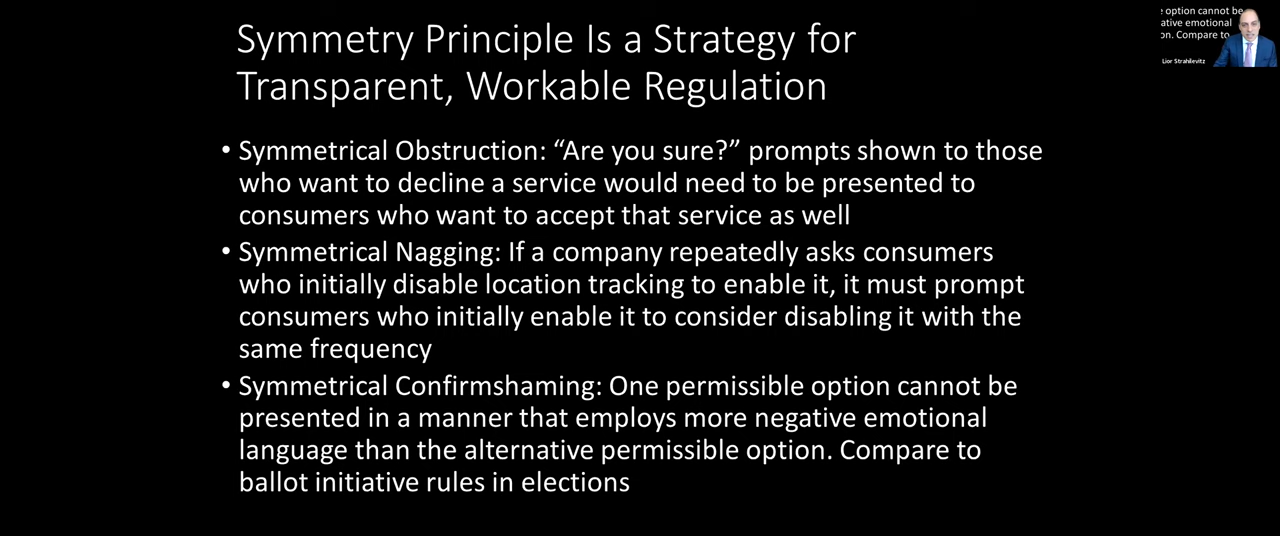 Symmetry Principle Is a Strategy for
Transparent, Workable Regulation
• Symmetrical Obstruction: “Are you sure?” prompts shown to those
who want to decline a service would need to be presented to
consumers who want to accept that service as well
• Symmetrical Nagging: If a company repeatedly asks consumers
who initially disable location tracking to enable it, it must prompt
consumers who initially enable it to consider disabling it with the
same frequency
• Symmetrical Confirmshaming: One permissible option cannot be
presented in a manner that employs more negative emotional
language than the alternative permissible option. Compare to
ballot initiative rules in elections
e option cannot be
ative emotional
on. Compare to
Lior Strahilevitz